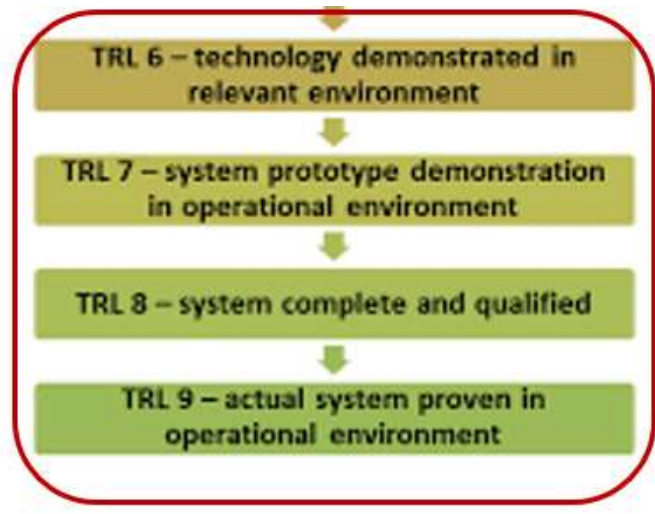 TRL 6 – technology demonstrated in
relevant environment
TRL 7 – system prototype demonstration
in operational environment
TRL 8 – system complete and qualified
TRL 9 – actual system proven in
operational environment